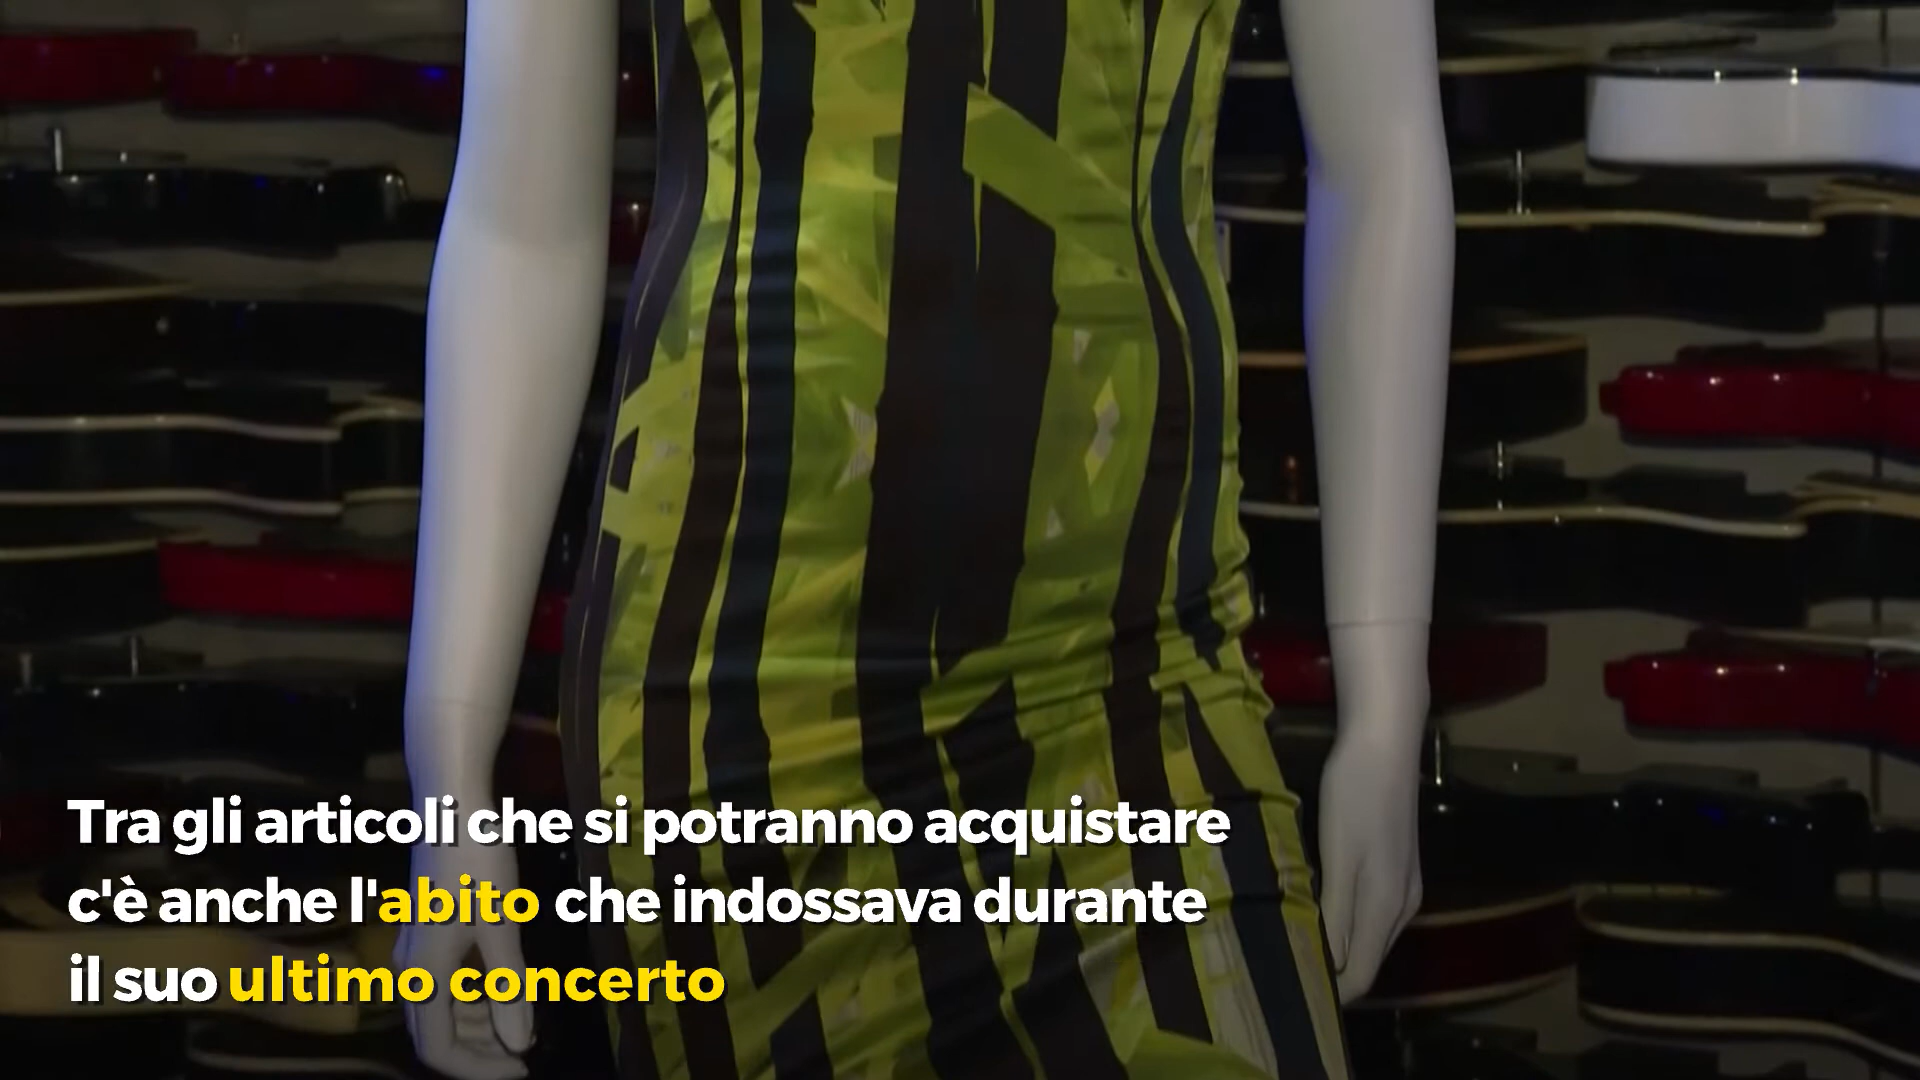 Tra gli articoli che si potranno acquistare
c'è anche l'abito che indossava durante
il suo ultimo concerto